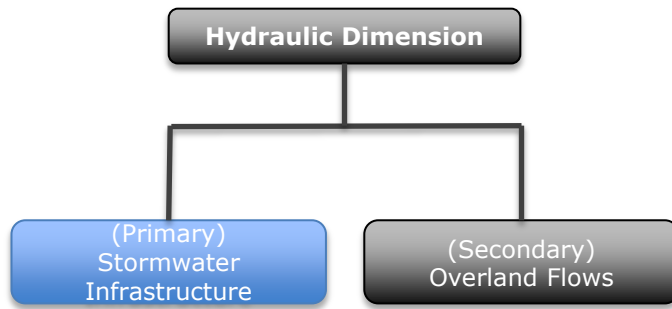 Hydraulic Dimension
(Primary)
Stormwater
Infrastructure
(Secondary)
Overland Flows